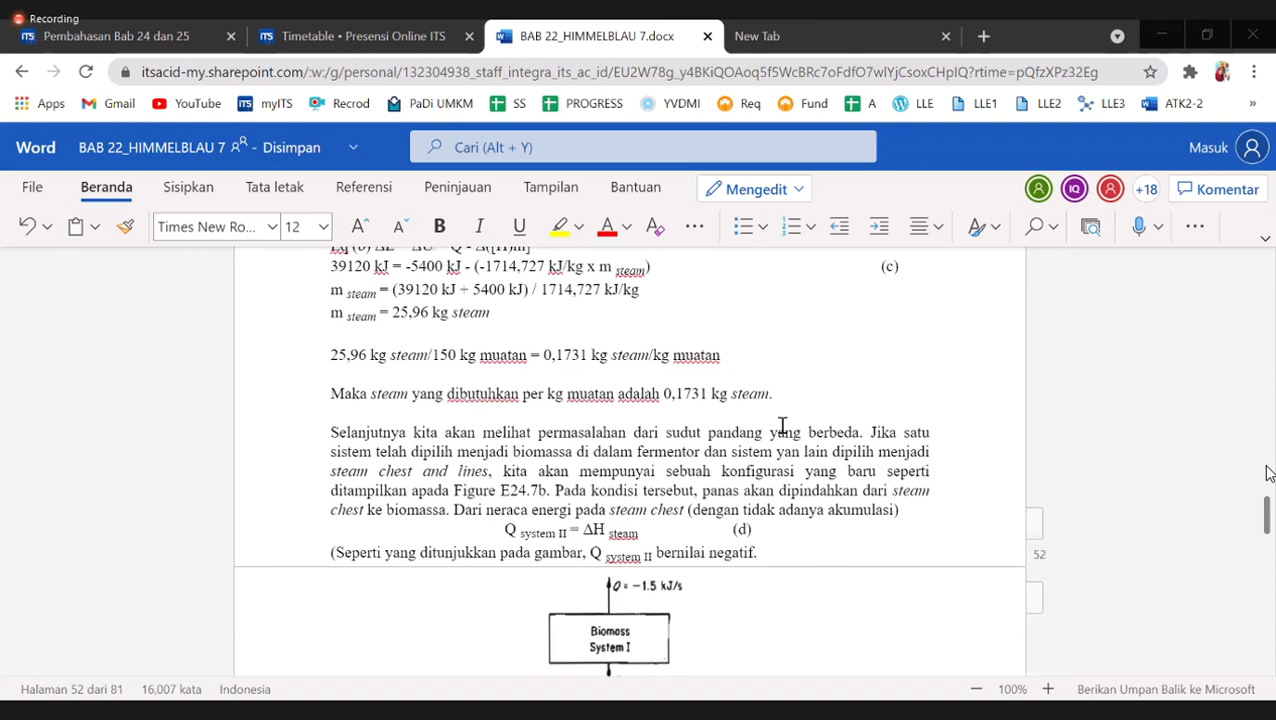 Recording
ITS Pembahasan Bab 24 dan 25
ITS Timetable • Presensi Online ITS
BAB 22_HIMMELBLAU 7.docx
New Tab
itsacid-my.sharepoint.com/:w:/g/personal/132304938_staff_integra_its_ac_id/EU2W78g_y4BKiQOAoq5f5WcBRc7oFdfO7wlYjCsoxCHpIQ?rtime=pQfzXPz32Eg
Apps Gmail YouTube ITS myITS Recrod PaDi UMKM SS PROGRESS YVDMI Req Fund A LLE LLE1 LLE2 LLE3 ATK2-2 »
Word BAB 22_HIMMELBLAU 7 - Disimpan Cari (Alt + Y) Masuk
File Beranda Sisipkan Tata letak Referensi Peninjauan Tampilan Bantuan Mengedit IQ +18 Komentar
Times New Ro... 12 B I U A
39120 kJ = -5400 kJ - (-1714,727 kJ/kg x m steam) (c)
m steam = (39120 kJ + 5400 kJ) / 1714,727 kJ/kg
m steam = 25,96 kg steam
25,96 kg steam/150 kg muatan = 0,1731 kg steam/kg muatan
Maka steam yang dibutuhkan per kg muatan adalah 0,1731 kg steam.
Selanjutnya kita akan melihat permasalahan dari sudut pandang yang berbeda. Jika satu
sistem telah dipilih menjadi biomassa di dalam fermentor dan sistem yan lain dipilih menjadi
steam chest and lines, kita akan mempunyai sebuah konfigurasi yang baru seperti
ditampilkan apada Figure E24.7b. Pada kondisi tersebut, panas akan dipindahkan dari steam
chest ke biomassa. Dari neraca energi pada steam chest (dengan tidak adanya akumulasi)
Q system II = ΔH steam (d)
(Seperti yang ditunjukkan pada gambar, Q system II bernilai negatif.
52
Q = −1.5 kJ/s
Biomass
System I
Halaman 52 dari 81 16,007 kata Indonesia 100% Berikan Umpan Balik ke Microsoft